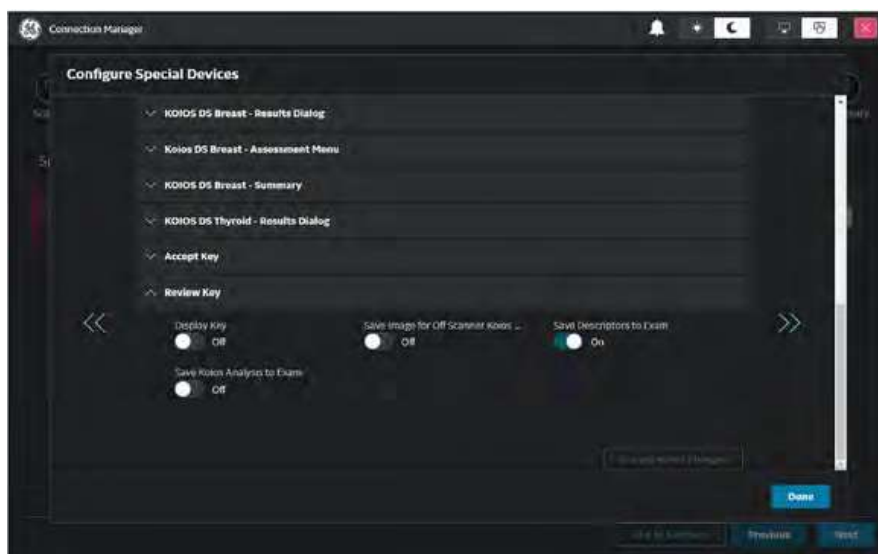 Connection Manager
Configure Special Devices
KOIOS DS Breast - Results Dialog
Koios DS Breast - Assessment Menu
KOIOS DS Breast - Summary
KOIOS DS Thyroid - Results Dialog
Accept Key
Review Key
Display Key
Off
Save Image for Off Scanner Koios ...
Off
Save Descriptors to Exam
On
Save Koios Analysis to Exam
Off
Done
Previous
Next